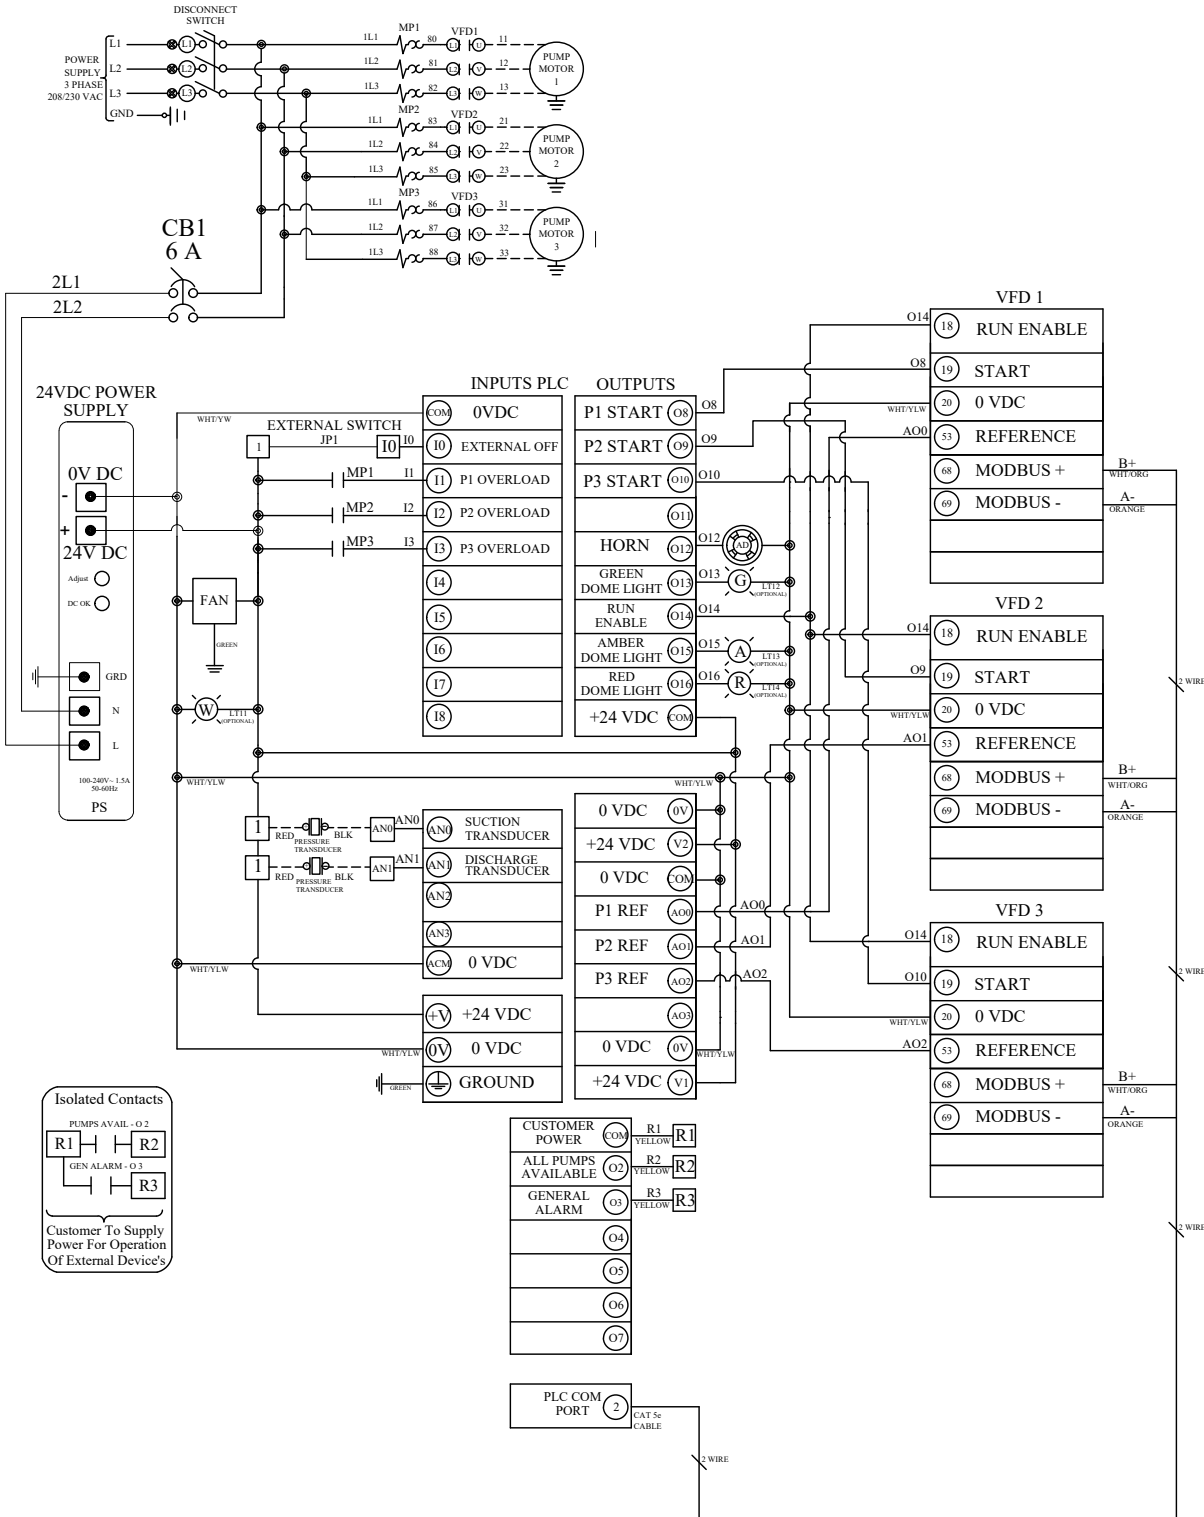 DISCONNECT
SWITCH
POWER
SUPPLY
3 PHASE
208/230 VAC
L1
L1
1L1
MP1
80
VFD1
L1
U
11
L2
L2
1L2
81
L2
V
12
L3
L3
1L3
82
L3
W
13
PUMP
MOTOR
1
GND
1L1
MP2
83
VFD2
L1
U
21
1L2
84
L2
V
22
1L3
85
L3
W
23
PUMP
MOTOR
2
1L1
MP3
86
VFD3
L1
U
31
1L2
87
L2
V
32
1L3
88
L3
W
33
PUMP
MOTOR
3
CB1
6 A
2L1
2L2
24VDC POWER
SUPPLY
0V DC
-
+
24V DC
Adjust
DC OK
GRD
N
L
100-240V~ 1.5A
50-60Hz
PS
WHT/YW
EXTERNAL SWITCH
1
JP1
I0
I0
MP1
I1
MP2
I2
MP3
I3
FAN
GREEN
W
LT11
(OPTIONAL)
WHT/YLW
INPUTS PLC
COM 0VDC
I0 EXTERNAL OFF
I1 P1 OVERLOAD
I2 P2 OVERLOAD
I3 P3 OVERLOAD
I4
I5
I6
I7
I8
OUTPUTS
P1 START O8
O8
P2 START O9
O9
P3 START O10
O10
O11
HORN O12
O12
AD
GREEN
DOME LIGHT O13
O13
G
LT12
(OPTIONAL)
RUN
ENABLE O14
O14
AMBER
DOME LIGHT O15
O15
A
LT13
(OPTIONAL)
RED
DOME LIGHT O16
O16
R
LT14
(OPTIONAL)
+24 VDC COM
WHT/YLW
1
RED
PRESSURE
TRANSDUCER
BLK
AN0
AN0
AN0
SUCTION
TRANSDUCER
1
RED
PRESSURE
TRANSDUCER
BLK
AN1
AN1
AN1
DISCHARGE
TRANSDUCER
AN2
AN3
WHT/YLW
ACM 0 VDC
+V +24 VDC
WHT/YLW
0V 0 VDC
GREEN
GROUND
0 VDC 0V
+24 VDC V2
0 VDC COM
P1 REF AO0
AO0
P2 REF AO1
AO1
P3 REF AO2
AO2
AO3
0 VDC 0V
WHT/YLW
+24 VDC V1
VFD 1
O14
18 RUN ENABLE
O8
19 START
WHT/YLW
20 0 VDC
AO0
53 REFERENCE
68 MODBUS +
B+
WHT/ORG
69 MODBUS -
A-
ORANGE
VFD 2
O14
18 RUN ENABLE
O9
19 START
WHT/YLW
20 0 VDC
AO1
53 REFERENCE
68 MODBUS +
B+
WHT/ORG
69 MODBUS -
A-
ORANGE
2 WIRE
VFD 3
O14
18 RUN ENABLE
O10
19 START
WHT/YLW
20 0 VDC
AO2
53 REFERENCE
68 MODBUS +
B+
WHT/ORG
69 MODBUS -
A-
ORANGE
2 WIRE
2 WIRE
Isolated Contacts
PUMPS AVAIL - O 2
R1
R2
GEN ALARM - O 3
R3
Customer To Supply
Power For Operation
Of External Device's
CUSTOMER
POWER COM
R1
YELLOW
R1
ALL PUMPS
AVAILABLE O2
R2
YELLOW
R2
GENERAL
ALARM O3
R3
YELLOW
R3
O4
O5
O6
O7
PLC COM
PORT 2
CAT 5e
CABLE
2 WIRE